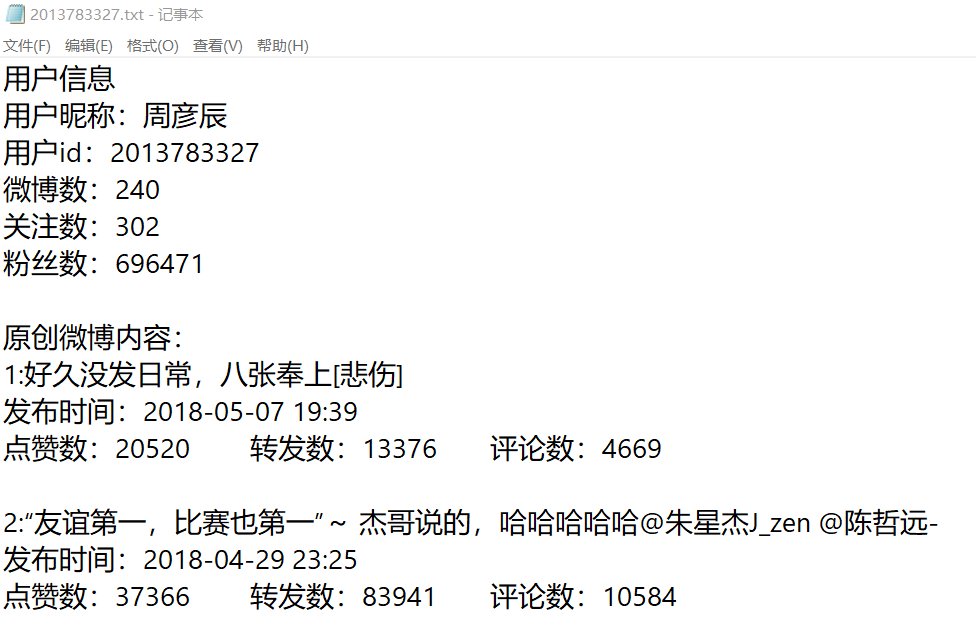 2013783327.txt - 记事本
文件(F) 编辑(E) 格式(O) 查看(V) 帮助(H)
用户信息
用户昵称：周彦辰
用户id：2013783327
微博数：240
关注数：302
粉丝数：696471
原创微博内容：
1:好久没发日常，八张奉上[悲伤]
发布时间：2018-05-07 19:39
点赞数：20520 转发数：13376 评论数：4669
2:“友谊第一，比赛也第一”~ 杰哥说的，哈哈哈哈哈@朱星杰J_zen @陈哲远-
发布时间：2018-04-29 23:25
点赞数：37366 转发数：83941 评论数：10584